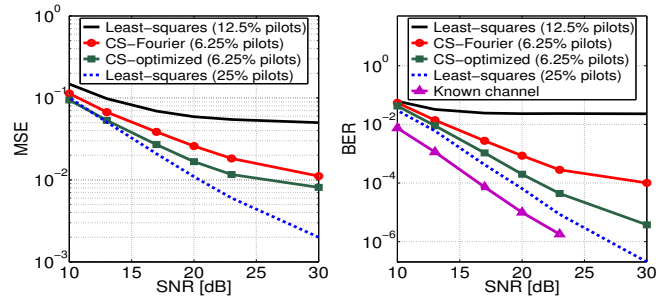 Least−squares (12.5% pilots)
CS−Fourier (6.25% pilots)
CS−optimized (6.25% pilots)
Least−squares (25% pilots)
10^0
10^−1
10^−2
10^−3
MSE
10 15 20 25 30
SNR [dB]
Least−squares (12.5% pilots)
CS−Fourier (6.25% pilots)
CS−optimized (6.25% pilots)
Least−squares (25% pilots)
Known channel
10^0
10^−2
10^−4
10^−6
BER
10 15 20 25 30
SNR [dB]